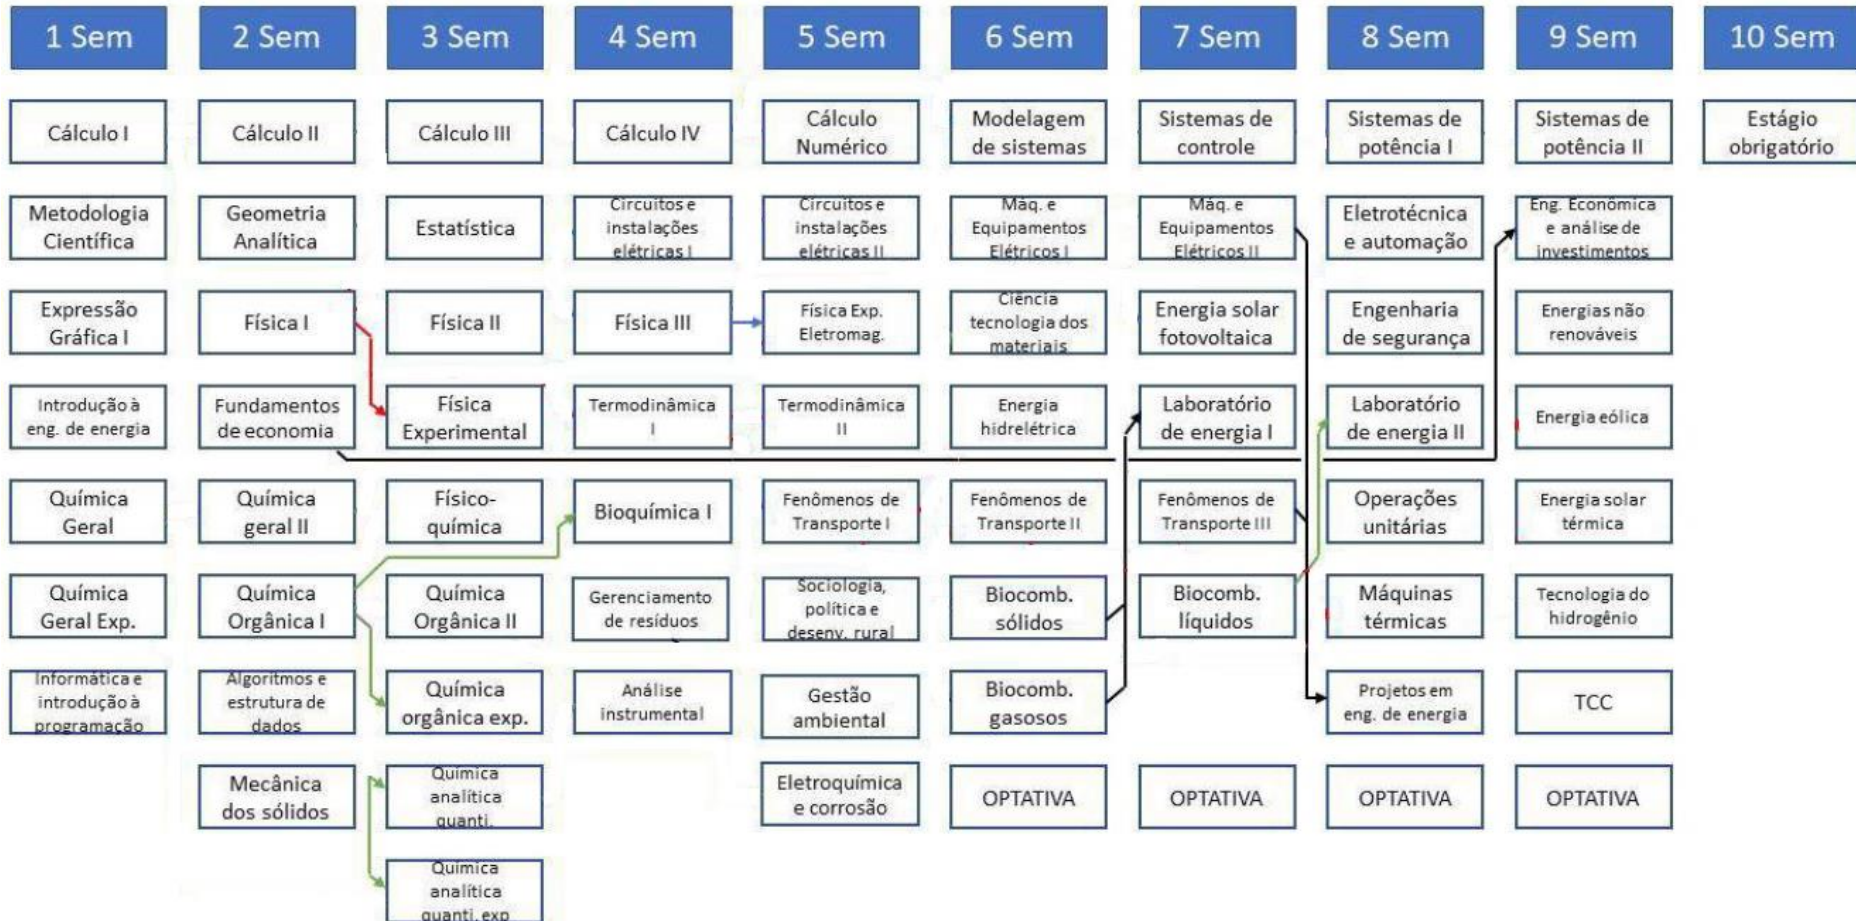 1 Sem
2 Sem
3 Sem
4 Sem
5 Sem
6 Sem
7 Sem
8 Sem
9 Sem
10 Sem
Cálculo I
Cálculo II
Cálculo III
Cálculo IV
Cálculo
Numérico
Modelagem
de sistemas
Sistemas de
controle
Sistemas de
potência I
Sistemas de
potência II
Estágio
obrigatório
Metodologia
Científica
Geometria
Analítica
Estatística
Circuitos e
instalações
elétricas I
Circuitos e
instalações
elétricas II
Máq. e
Equipamentos
Elétricos I
Máq. e
Equipamentos
Elétricos II
Eletrotécnica
e automação
Eng. Econômica
e análise de
investimentos
Expressão
Gráfica I
Física I
Física II
Física III
Física Exp.
Eletromag.
Ciência
tecnologia dos
materiais
Energia solar
fotovoltaica
Engenharia
de segurança
Energias não
renováveis
Introdução à
eng. de energia
Fundamentos
de economia
Física
Experimental
Termodinâmica
I
Termodinâmica
II
Energia
hidrelétrica
Laboratório
de energia I
Laboratório
de energia II
Energia eólica
Química
Geral
Química
geral II
Físico-
química
Bioquímica I
Fenômenos de
Transporte I
Fenômenos de
Transporte II
Fenômenos de
Transporte III
Operações
unitárias
Energia solar
térmica
Química
Geral Exp.
Química
Orgânica I
Química
Orgânica II
Gerenciamento
de resíduos
Sociologia,
política e
desenv. rural
Biocomb.
sólidos
Biocomb.
líquidos
Máquinas
térmicas
Tecnologia do
hidrogênio
Informática e
introdução à
programação
Algoritmos e
estrutura de
dados
Química
orgânica exp.
Análise
instrumental
Gestão
ambiental
Biocomb.
gasosos
Projetos em
eng. de energia
TCC
Mecânica
dos sólidos
Química
analítica
quanti.
Eletroquímica
e corrosão
OPTATIVA
OPTATIVA
OPTATIVA
OPTATIVA
Química
analítica
quanti. exp